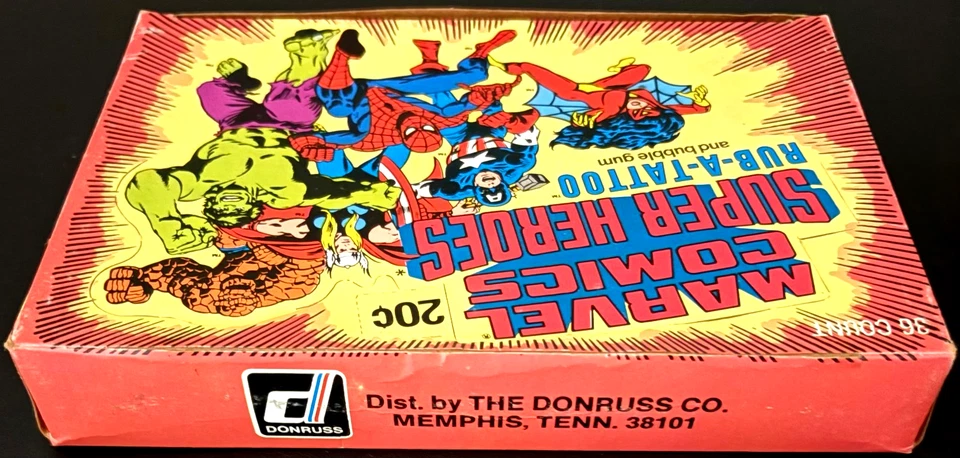 36 COUNT
MARVEL
COMICS
SUPER HEROES
RUB-A-TATTOO
and bubble gum
20¢
*
DONRUSS
Dist. by THE DONRUSS CO.
MEMPHIS, TENN. 38101